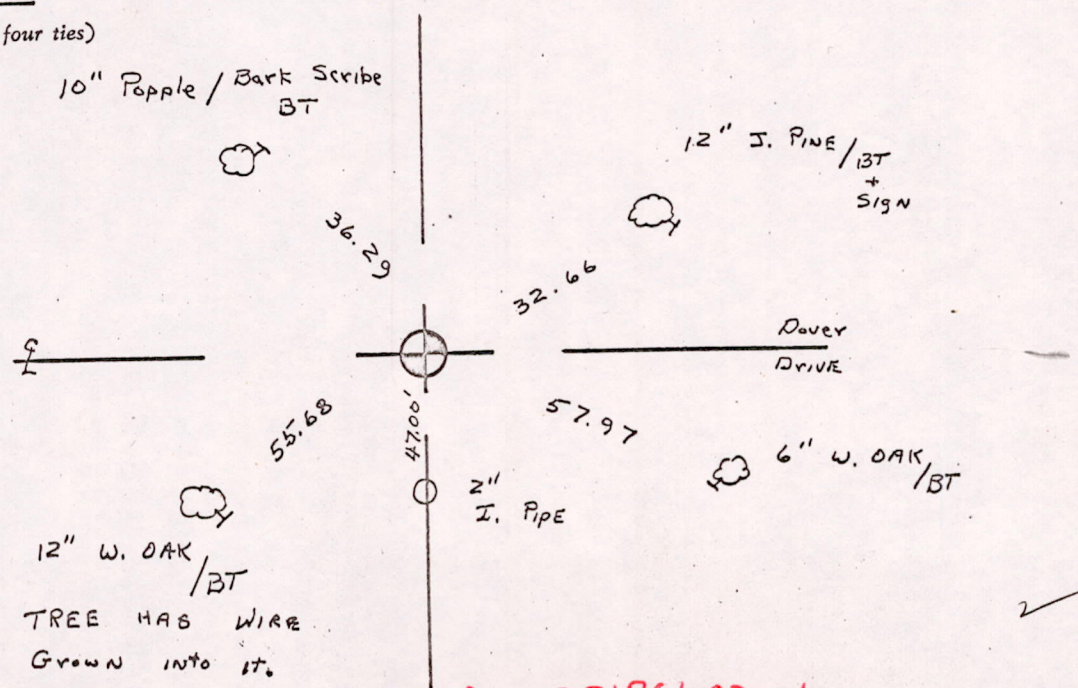 four ties)
10" Popple / Bark Scribe
BT
12" J. PINE / BT
+
SIgN
36.29
32.66
Dover
DrIVE
℄
55.68
47.00'
57.97
6" W. OAK / BT
2"
I. PIPE
12" W. OAK
/ BT
TREE HAS WIRE
Grown INto It.
2